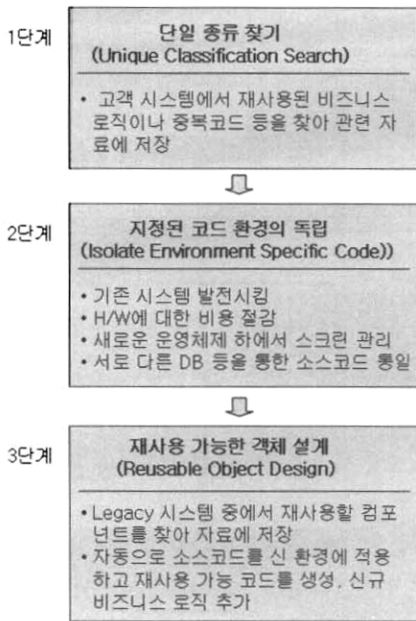 1단계
단일 종류 찾기
(Unique Classification Search)
• 고객 시스템에서 재사용된 비즈니스
로직이나 중복코드 등을 찾아 관련 자
료에 저장
2단계
지정된 코드 환경의 독립
(Isolate Environment Specific Code))
• 기존 시스템 발전시킴
• H/W에 대한 비용 절감
• 새로운 운영체제 하에서 스크린 관리
• 서로 다른 DB 등을 통한 소스코드 통일
3단계
재사용 가능한 객체 설계
(Reusable Object Design)
• Legacy 시스템 중에서 재사용할 컴포
넌트를 찾아 자료에 저장
• 자동으로 소스코드를 신 환경에 적용
하고 재사용 가능 코드를 생성, 신규
비즈니스 로직 추가